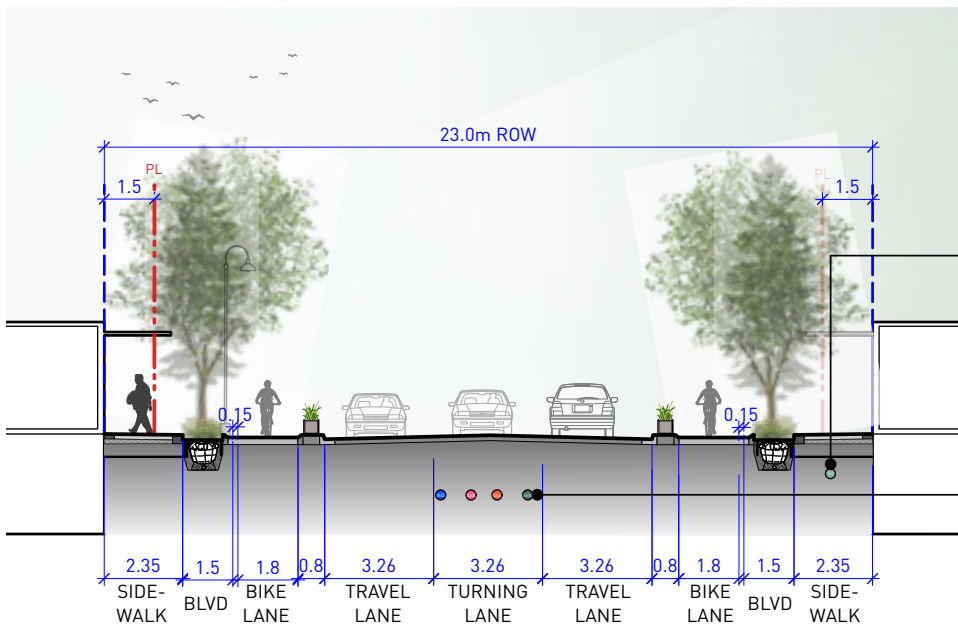 23.0m ROW
PL
PL
1.5
1.5
0.15
0.15
2.35
1.5
1.8
0.8
3.26
3.26
3.26
0.8
1.8
1.5
2.35
SIDE-
WALK
BLVD
BIKE
LANE
TRAVEL
LANE
TURNING
LANE
TRAVEL
LANE
BIKE
LANE
BLVD
SIDE-
WALK